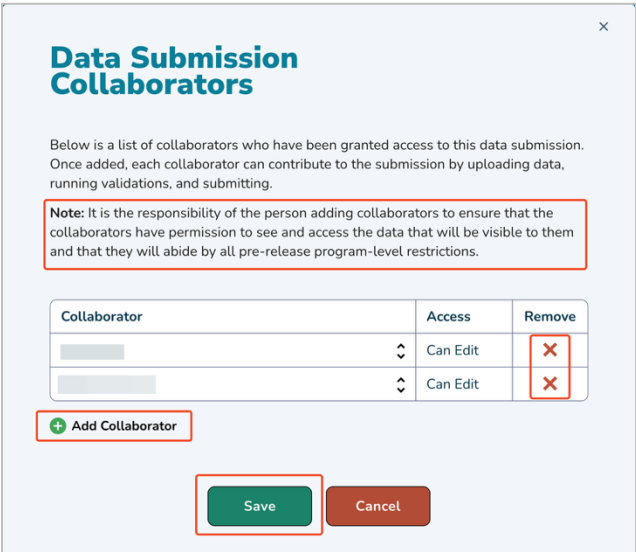 Data Submission
Collaborators
Below is a list of collaborators who have been granted access to this data submission.
Once added, each collaborator can contribute to the submission by uploading data,
running validations, and submitting.
Note: It is the responsibility of the person adding collaborators to ensure that the
collaborators have permission to see and access the data that will be visible to them
and that they will abide by all pre-release program-level restrictions.
Collaborator Access Remove
Can Edit
Can Edit
Add Collaborator
Save Cancel